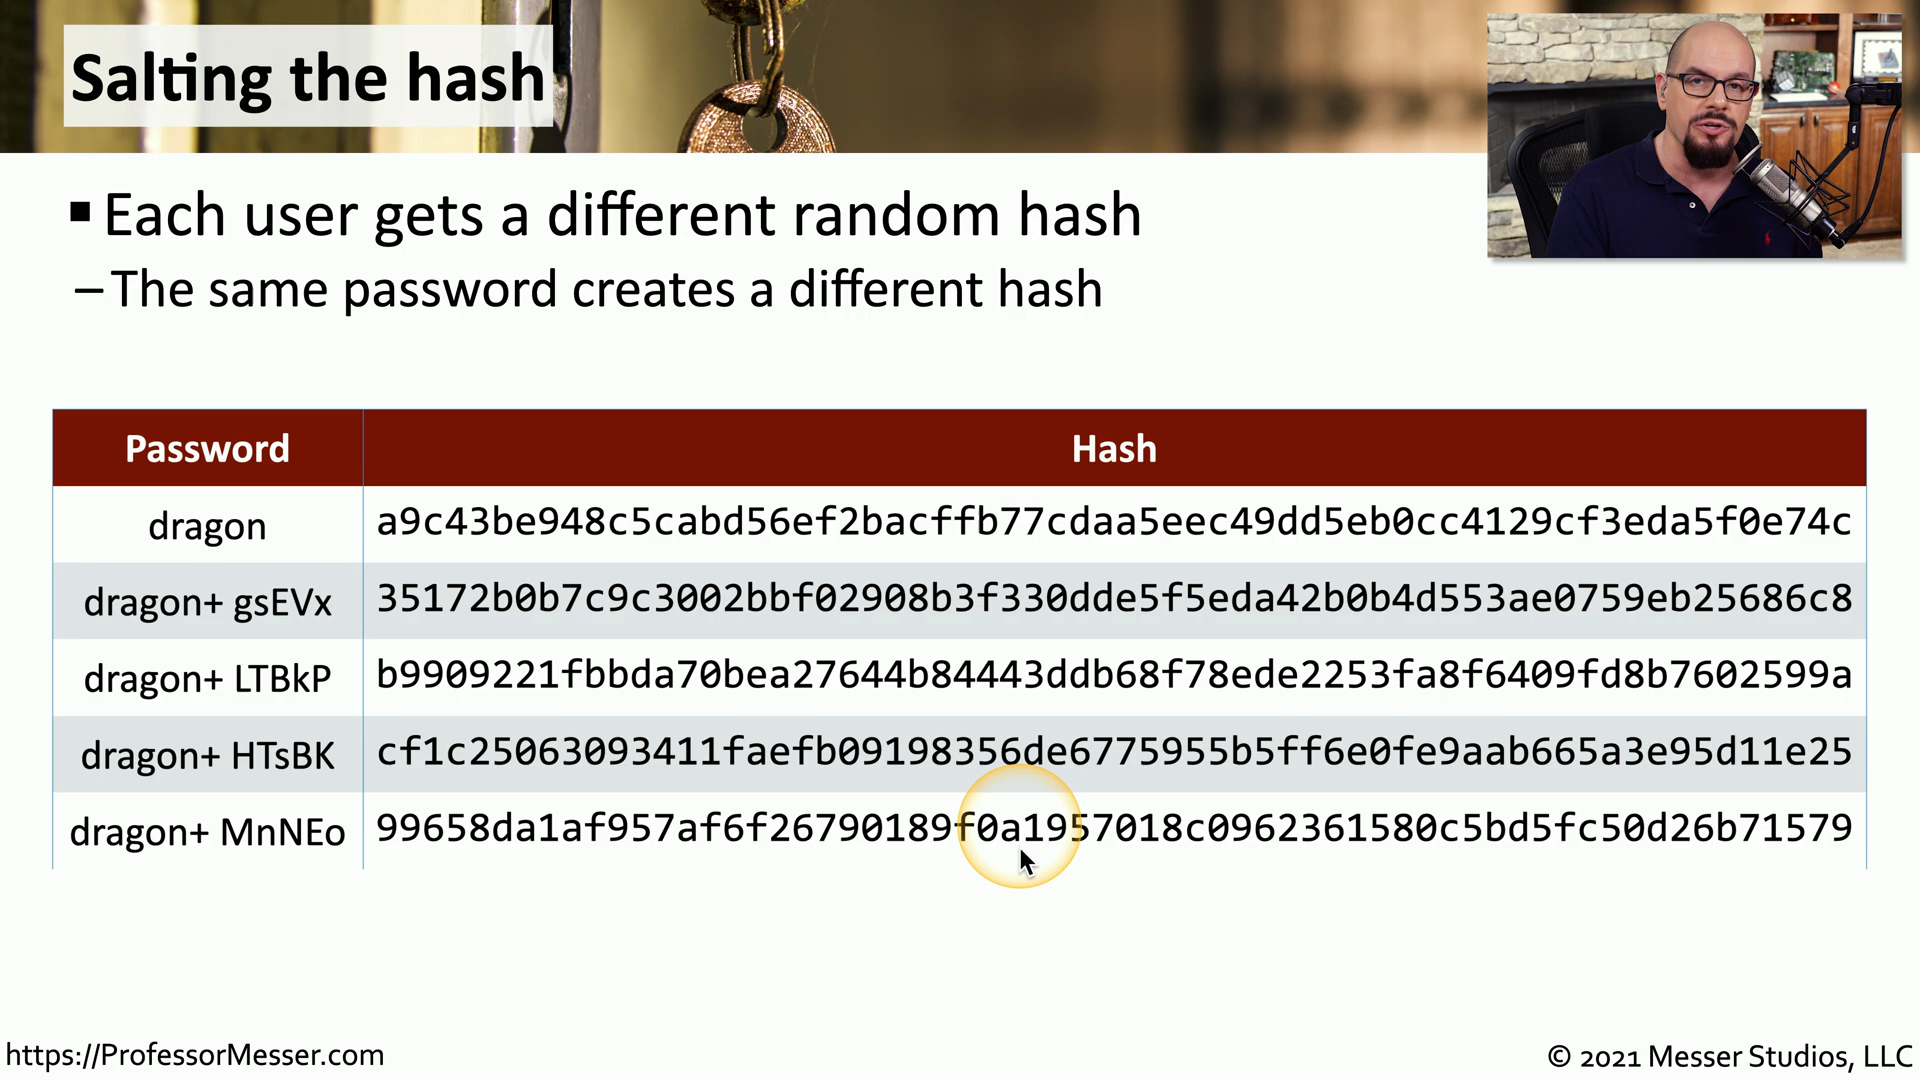 Salting the hash
▪ Each user gets a different random hash
– The same password creates a different hash
Password Hash
dragon a9c43be948c5cabd56ef2bacffb77cdaa5eec49dd5eb0cc4129cf3eda5f0e74c
dragon+ gsEVx 35172b0b7c9c3002bbf02908b3f330dde5f5eda42b0b4d553ae0759eb25686c8
dragon+ LTBkP b9909221fbbda70bea27644b84443ddb68f78ede2253fa8f6409fd8b7602599a
dragon+ HTsBK cf1c25063093411faefb09198356de6775955b5ff6e0fe9aab665a3e95d11e25
dragon+ MnNEo 99658da1af957af6f26790189f0a1957018c0962361580c5bd5fc50d26b71579
https://ProfessorMesser.com
© 2021 Messer Studios, LLC